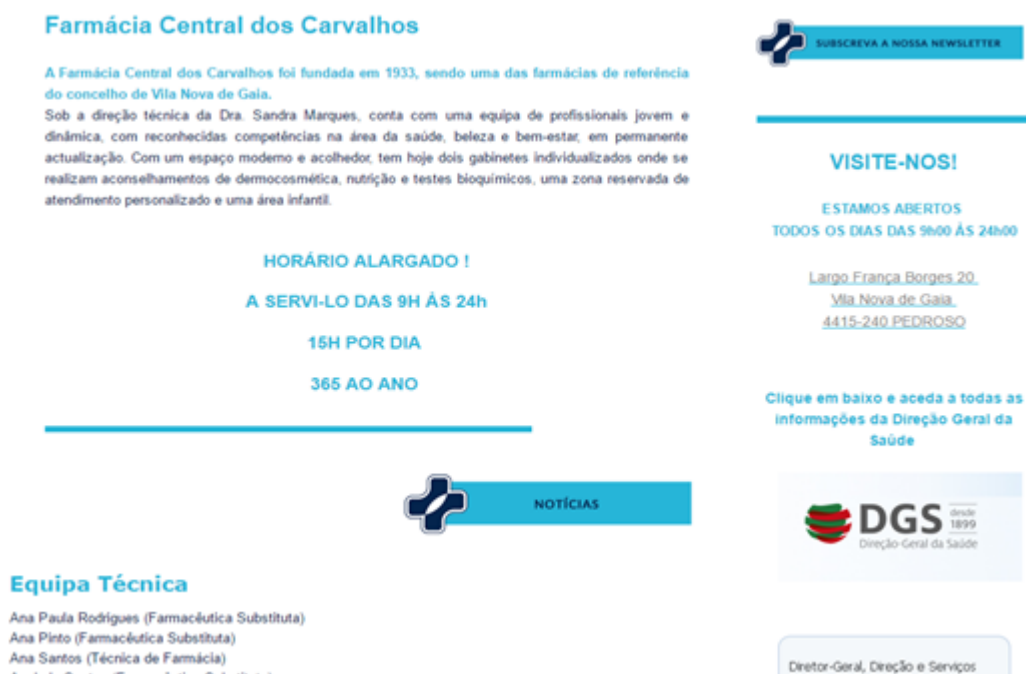 Farmácia Central dos Carvalhos
A Farmácia Central dos Carvalhos foi fundada em 1933, sendo uma das farmácias de referência
do concelho de Vila Nova de Gaia.
Sob a direção técnica da Dra. Sandra Marques, conta com uma equipa de profissionais jovem e
dinâmica, com reconhecidas competências na área da saúde, beleza e bem-estar, em permanente
actualização. Com um espaço moderno e acolhedor, tem hoje dois gabinetes individualizados onde se
realizam aconselhamentos de dermocosmética, nutrição e testes bioquímicos, uma zona reservada de
atendimento personalizado e uma área infantil.
HORÁRIO ALARGADO !
A SERVI-LO DAS 9H ÀS 24h
15H POR DIA
365 AO ANO
NOTÍCIAS
Equipa Técnica
Ana Paula Rodrigues (Farmacêutica Substituta)
Ana Pinto (Farmacêutica Substituta)
Ana Santos (Técnica de Farmácia)
SUBSCREVA A NOSSA NEWSLETTER
VISITE-NOS!
ESTAMOS ABERTOS
TODOS OS DIAS DAS 9h00 ÀS 24h00
Largo França Borges 20
Vila Nova de Gaia
4415-240 PEDROSO
Clique em baixo e aceda a todas as
informações da Direção Geral da
Saúde
DGS desde
1899
Direção-Geral da Saúde
Diretor-Geral, Direção e Serviços